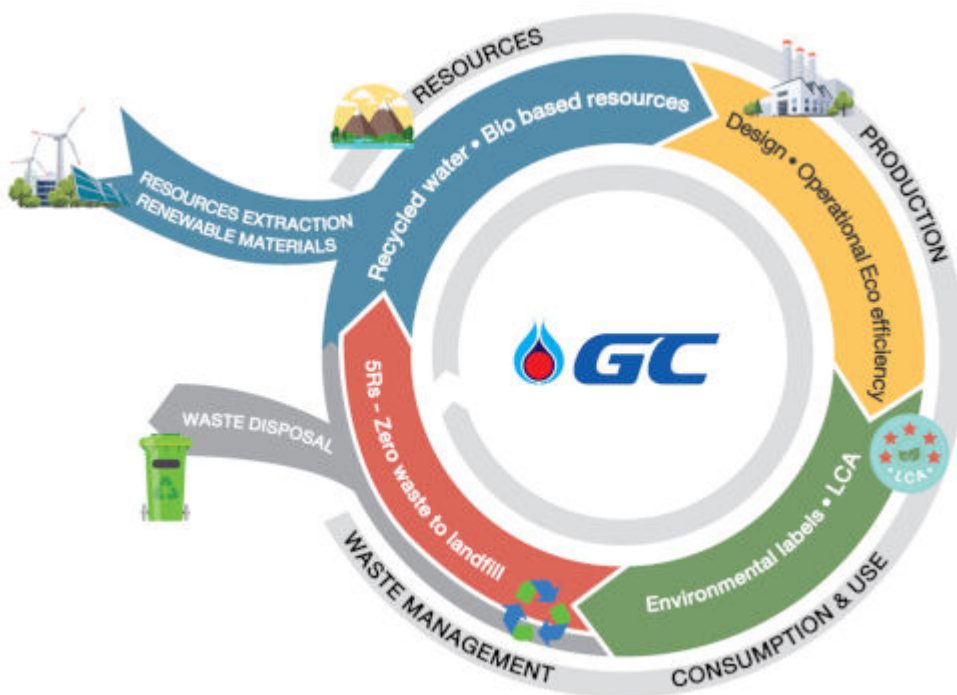 RESOURCES
Recycled water • Bio based resources
RESOURCES EXTRACTION
RENEWABLE MATERIALS
PRODUCTION
Design • Operational Eco efficiency
GC
LCA
Environmental labels • LCA
CONSUMPTION & USE
5Rs – Zero waste to landfill
WASTE DISPOSAL
WASTE MANAGEMENT